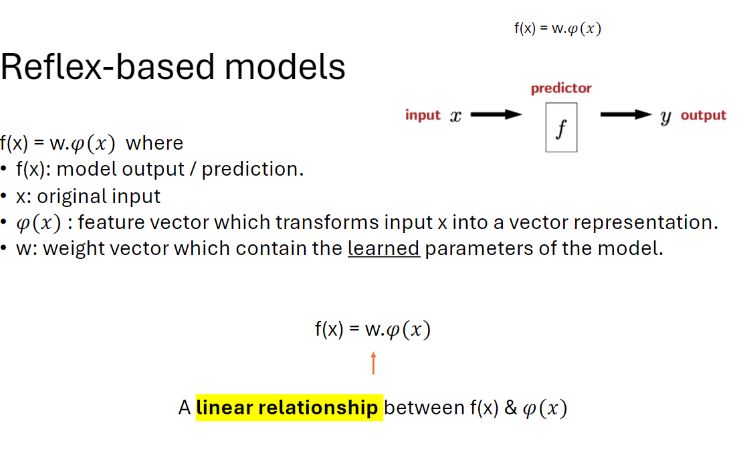 f(x) = w.φ(x)
Reflex-based models
predictor
input x
f
y output
f(x) = w.φ(x) where
• f(x): model output / prediction.
• x: original input
• φ(x) : feature vector which transforms input x into a vector representation.
• w: weight vector which contain the learned parameters of the model.
f(x) = w.φ(x)
A linear relationship between f(x) & φ(x)